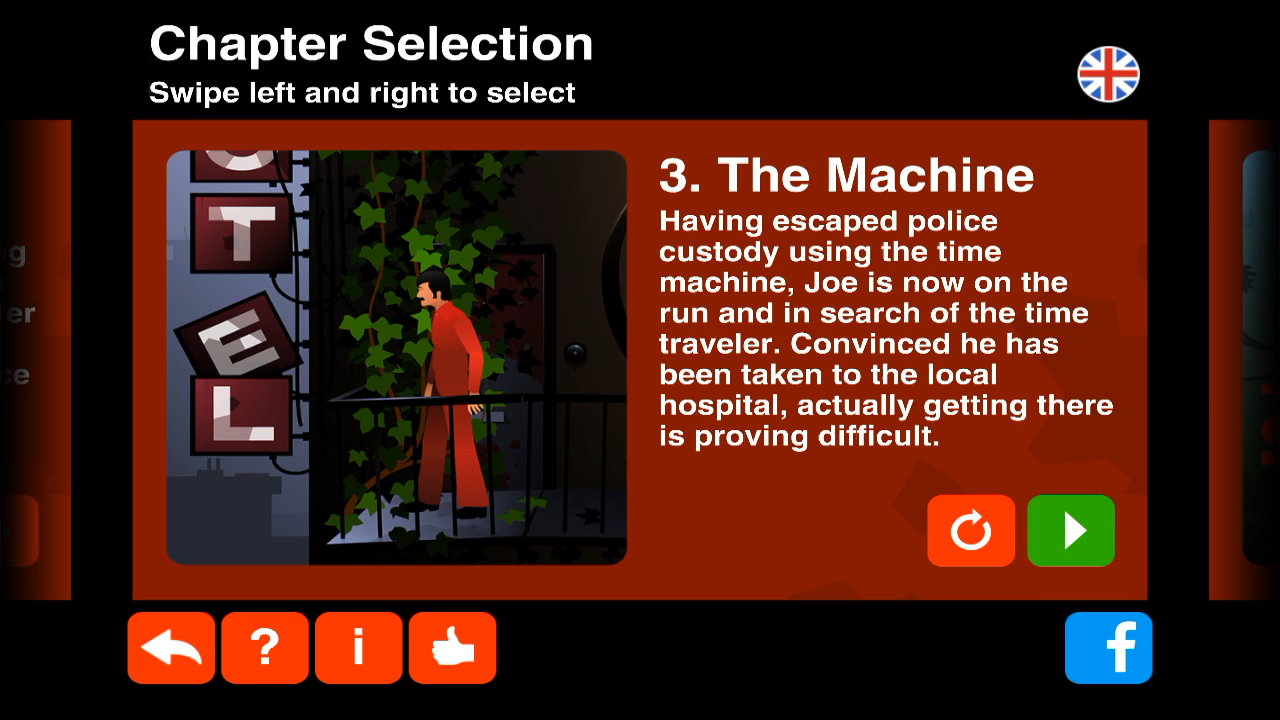 Chapter Selection
Swipe left and right to select
3. The Machine
Having escaped police
custody using the time
machine, Joe is now on the
run and in search of the time
traveler. Convinced he has
been taken to the local
hospital, actually getting there
is proving difficult.
T
E
L
?
i
f